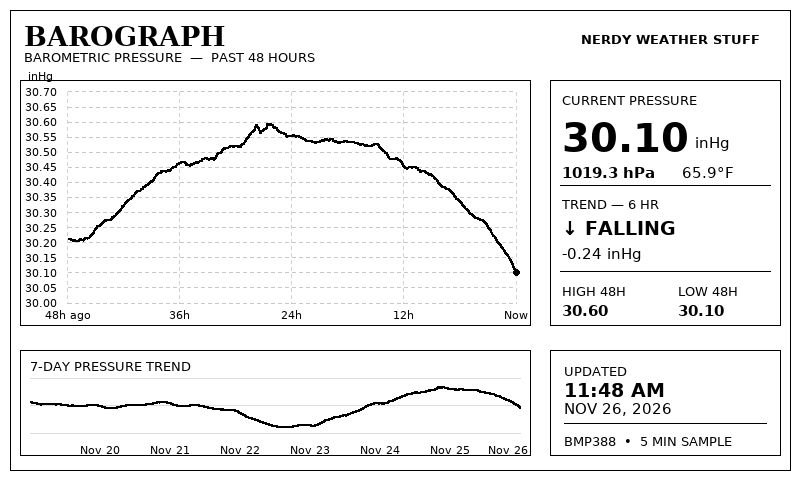 BAROGRAPH
BAROMETRIC PRESSURE — PAST 48 HOURS
NERDY WEATHER STUFF
inHg
30.70
30.65
30.60
30.55
30.50
30.45
30.40
30.35
30.30
30.25
30.20
30.15
30.10
30.05
30.00
48h ago 36h 24h 12h Now
CURRENT PRESSURE
30.10 inHg
1019.3 hPa 65.9°F
TREND — 6 HR
↓ FALLING
-0.24 inHg
HIGH 48H LOW 48H
30.60 30.10
7-DAY PRESSURE TREND
Nov 20 Nov 21 Nov 22 Nov 23 Nov 24 Nov 25 Nov 26
UPDATED
11:48 AM
NOV 26, 2026
BMP388 • 5 MIN SAMPLE